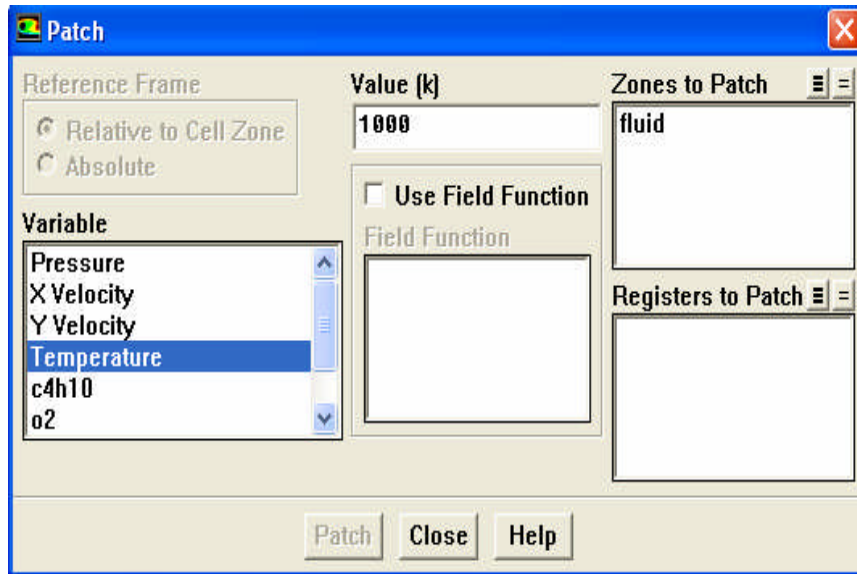 Patch
Reference Frame
Relative to Cell Zone
Absolute
Variable
Pressure
X Velocity
Y Velocity
Temperature
c4h10
o2
Value (k)
1000
Use Field Function
Field Function
Zones to Patch
fluid
Registers to Patch
Patch
Close
Help